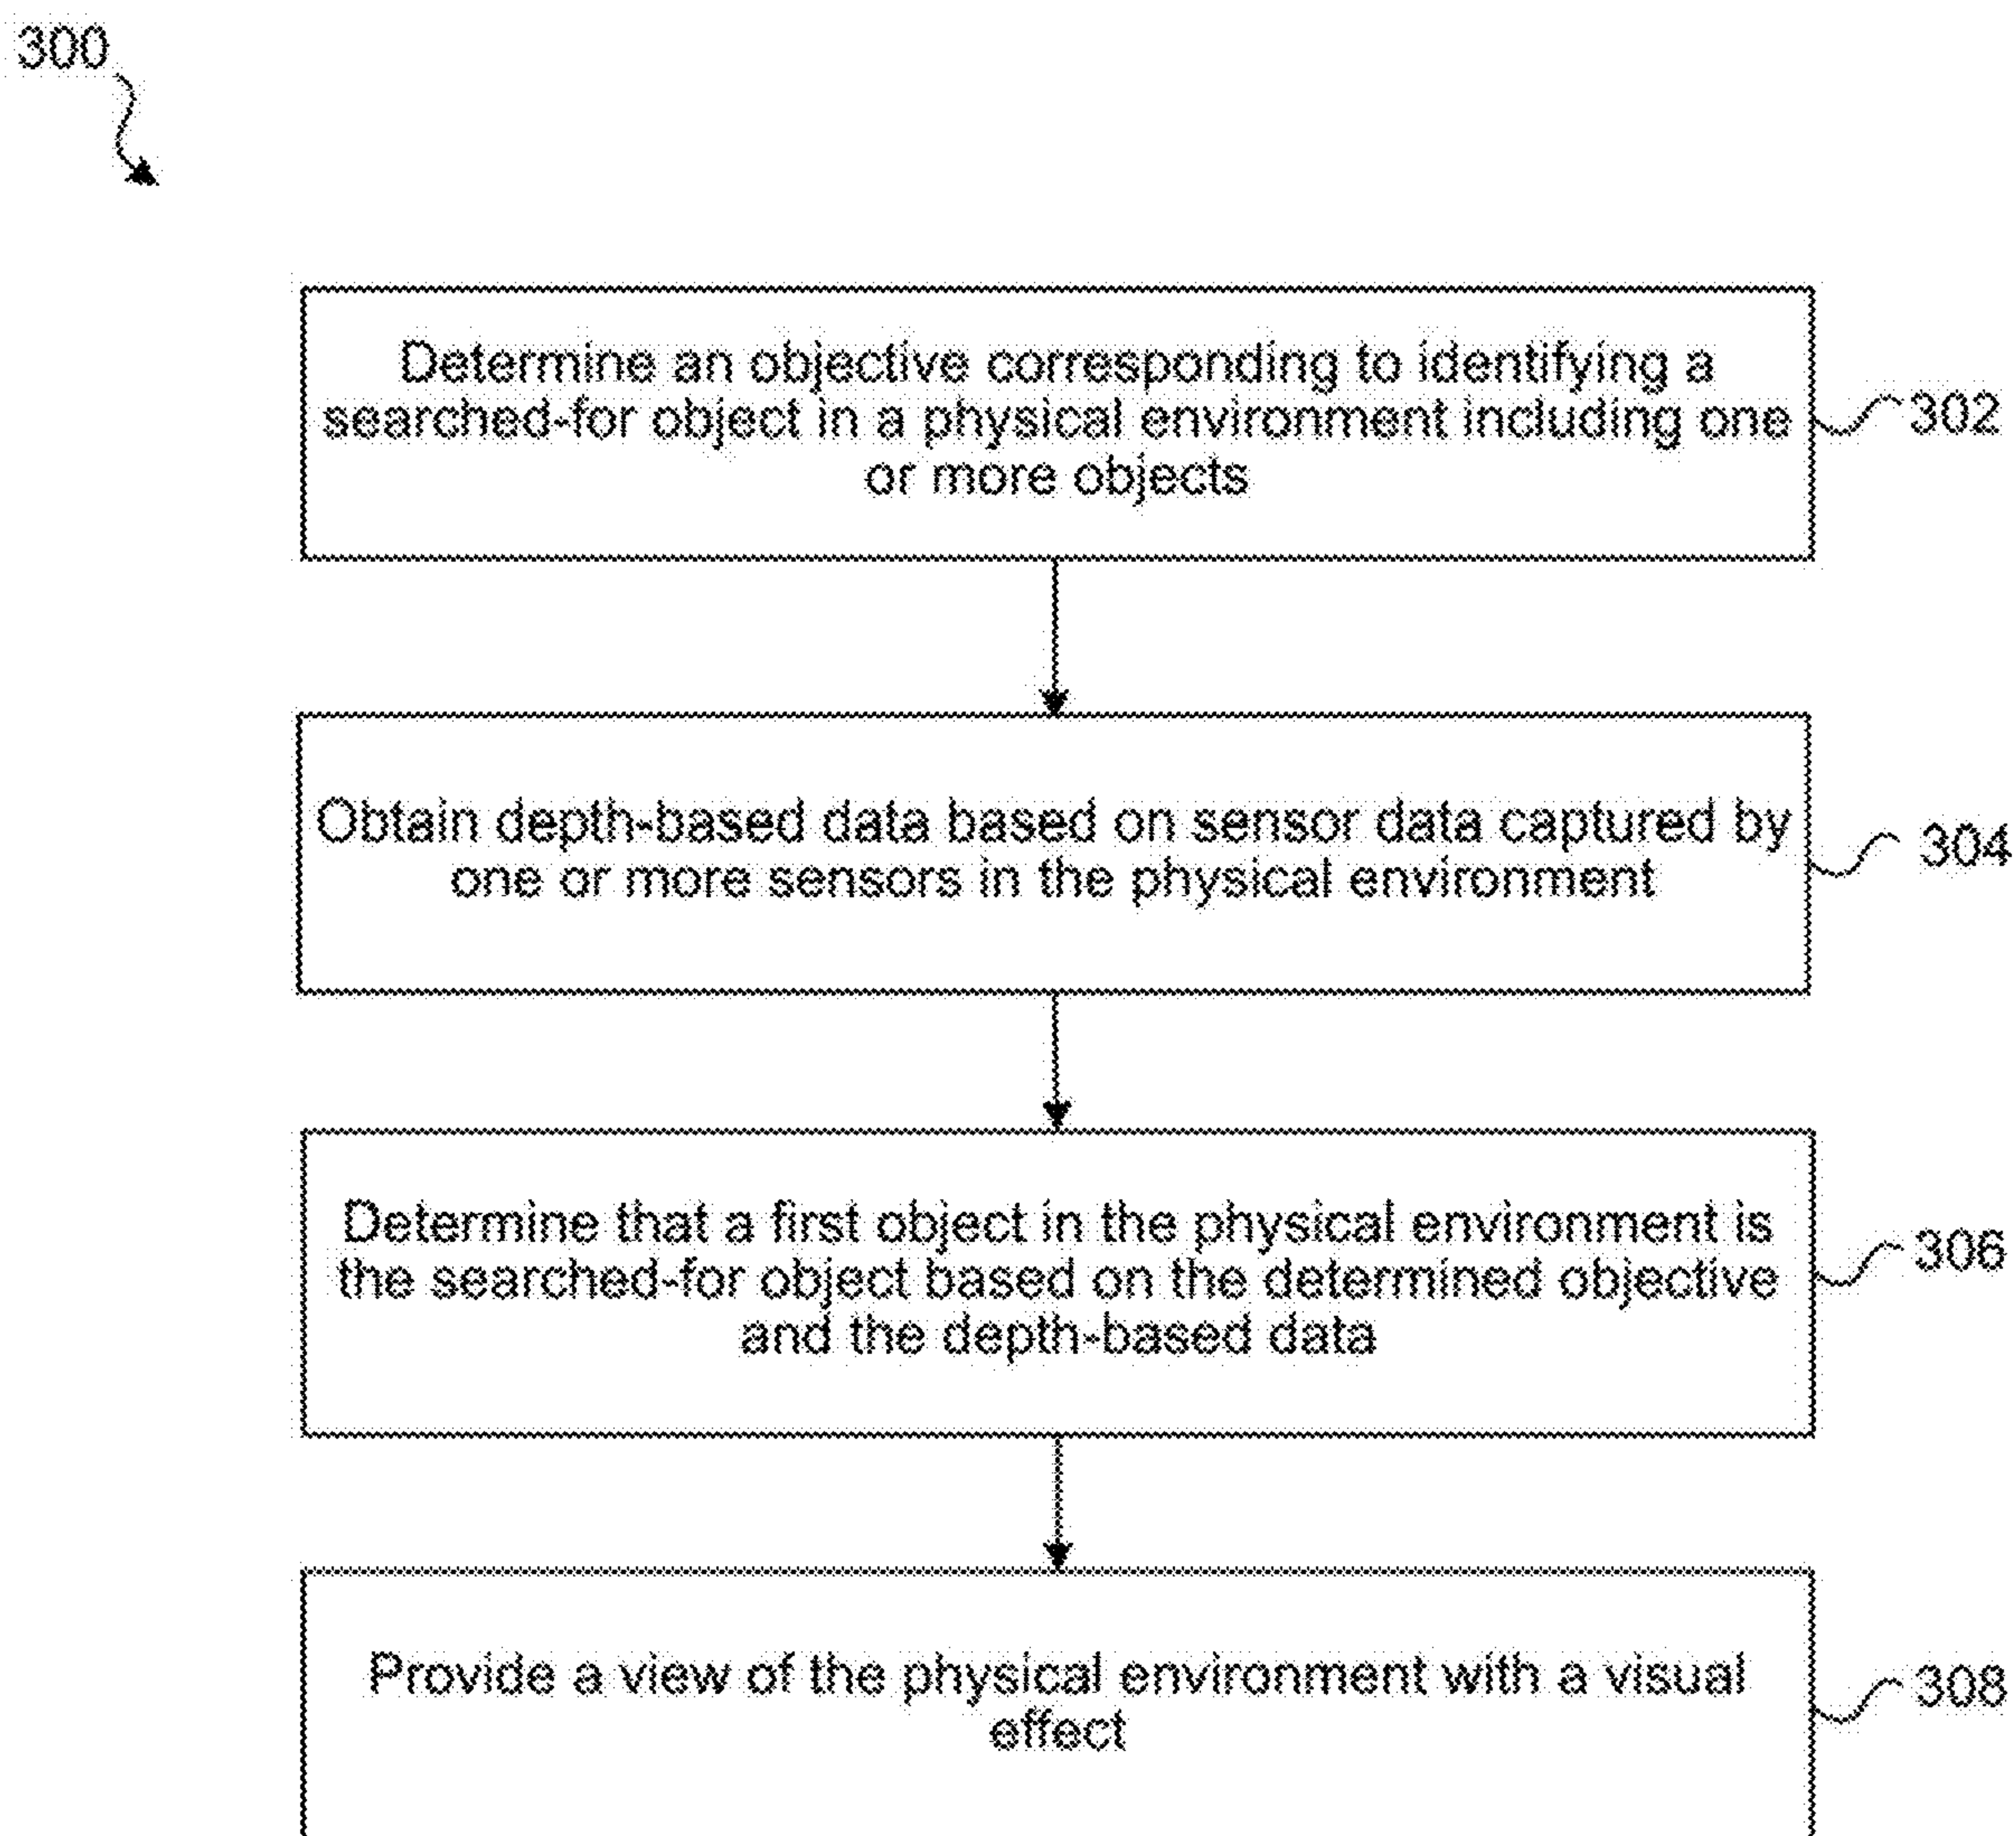 300
Determine an objective corresponding to identifying a
searched-for object in a physical environment including one
or more objects
302
Obtain depth-based data based on sensor data captured by
one or more sensors in the physical environment
304
Determine that a first object in the physical environment is
the searched-for object based on the determined objective
and the depth-based data
306
Provide a view of the physical environment with a visual
effect
308